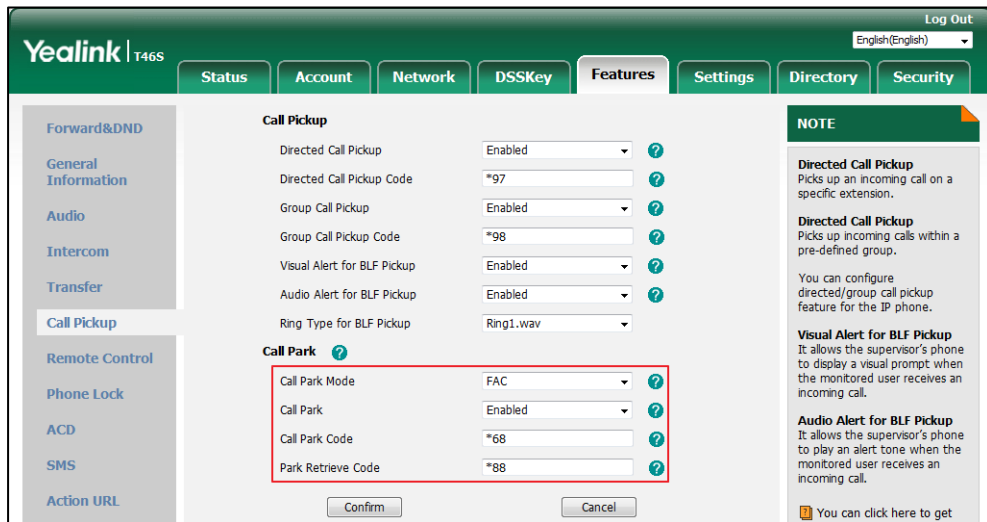 Log Out
Yealink | T46S
English(English)
Status Account Network DSSKey Features Settings Directory Security
Forward&DND
General
Information
Audio
Intercom
Transfer
Call Pickup
Remote Control
Phone Lock
ACD
SMS
Action URL
Call Pickup
Directed Call Pickup Enabled ?
Directed Call Pickup Code *97 ?
Group Call Pickup Enabled ?
Group Call Pickup Code *98 ?
Visual Alert for BLF Pickup Enabled ?
Audio Alert for BLF Pickup Enabled ?
Ring Type for BLF Pickup Ring1.wav
Call Park ?
Call Park Mode FAC ?
Call Park Enabled ?
Call Park Code *68 ?
Park Retrieve Code *88 ?
Confirm Cancel
NOTE
Directed Call Pickup
Picks up an incoming call on a
specific extension.
Directed Call Pickup
Picks up incoming calls within a
pre-defined group.
You can configure
directed/group call pickup
feature for the IP phone.
Visual Alert for BLF Pickup
It allows the supervisor's phone
to display a visual prompt when
the monitored user receives an
incoming call.
Audio Alert for BLF Pickup
It allows the supervisor's phone
to play an alert tone when the
monitored user receives an
incoming call.
? You can click here to get